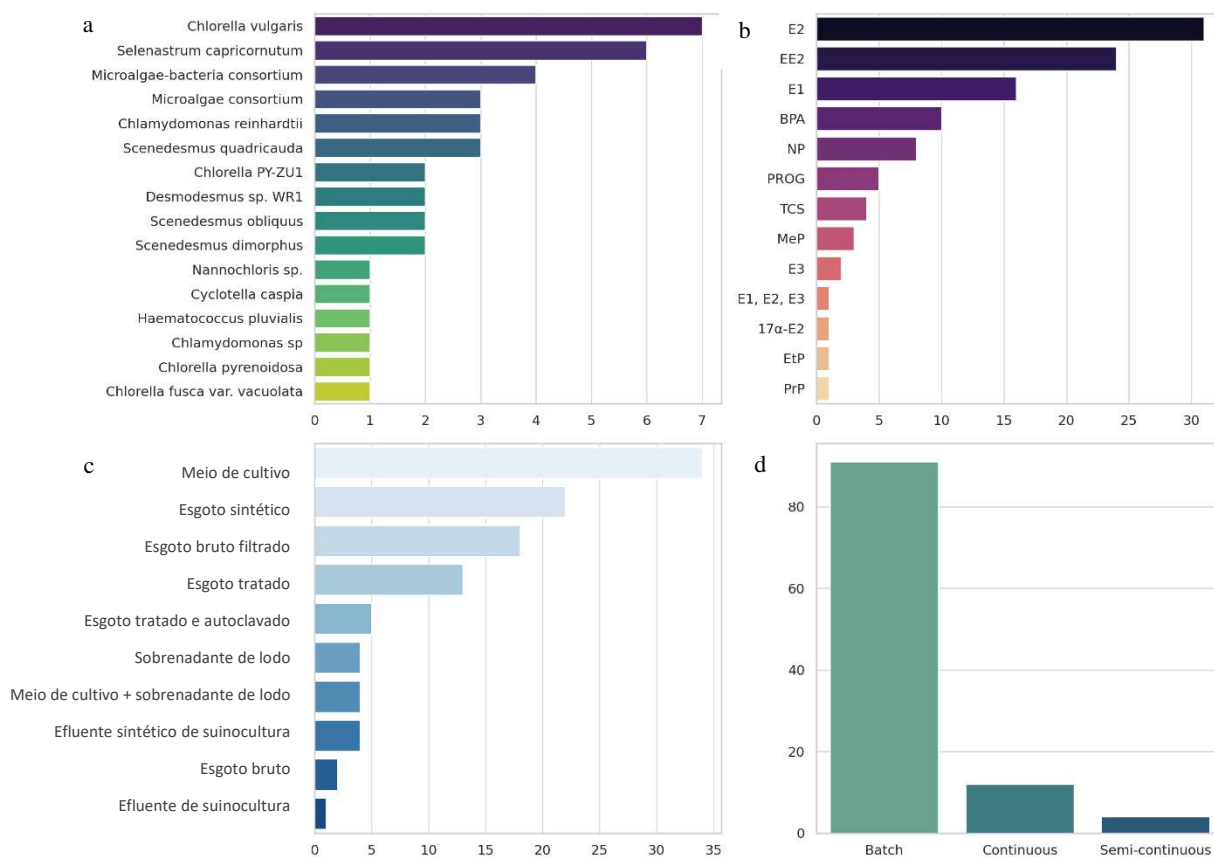 a
Chlorella vulgaris
Selenastrum capricornutum
Microalgae-bacteria consortium
Microalgae consortium
Chlamydomonas reinhardtii
Scenedesmus quadricauda
Chlorella PY-ZU1
Desmodesmus sp. WR1
Scenedesmus obliquus
Scenedesmus dimorphus
Nannochloris sp.
Cyclotella caspia
Haematococcus pluvialis
Chlamydomonas sp
Chlorella pyrenoidosa
Chlorella fusca var. vacuolata
0 1 2 3 4 5 6 7
b
E2
EE2
E1
BPA
NP
PROG
TCS
MeP
E3
E1, E2, E3
17α-E2
EtP
PrP
0 5 10 15 20 25 30
c
Meio de cultivo
Esgoto sintético
Esgoto bruto filtrado
Esgoto tratado
Esgoto tratado e autoclavado
Sobrenadante de lodo
Meio de cultivo + sobrenadante de lodo
Efluente sintético de suinocultura
Esgoto bruto
Efluente de suinocultura
0 5 10 15 20 25 30 35
d
80
60
40
20
0
Batch Continuous Semi-continuous